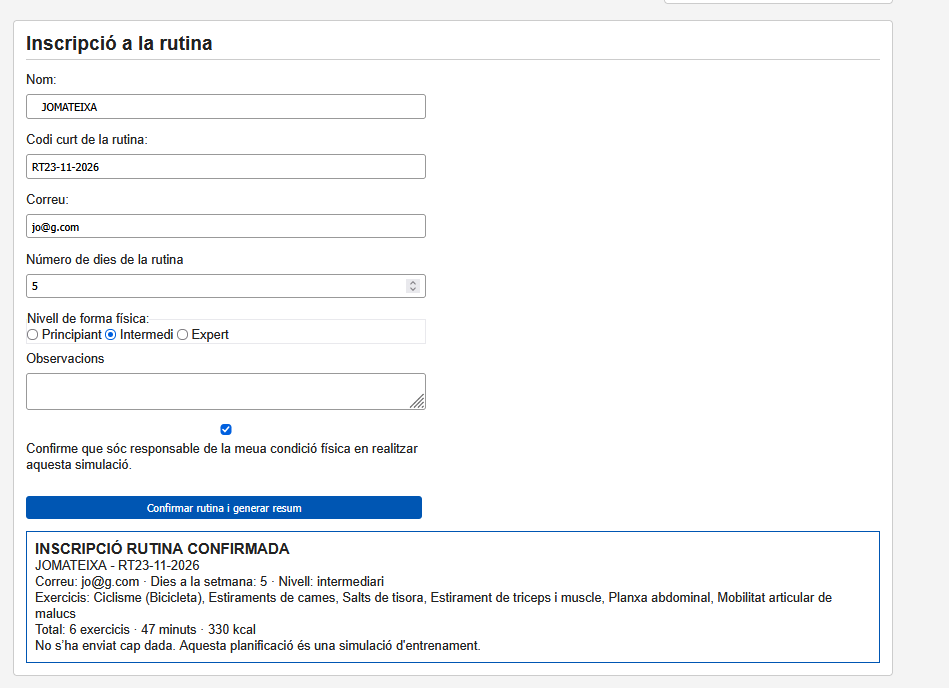 Inscripció a la rutina
Nom:
JOMATEIXA
Codi curt de la rutina:
RT23-11-2026
Correu:
jo@g.com
Número de dies de la rutina
5
Nivell de forma física:
Principiant Intermedi Expert
Observacions
Confirme que sóc responsable de la meua condició física en realitzar
aquesta simulació.
Confirmar rutina i generar resum
INSCRIPCIÓ RUTINA CONFIRMADA
JOMATEIXA - RT23-11-2026
Correu: jo@g.com · Dies a la setmana: 5 · Nivell: intermediari
Exercicis: Ciclisme (Bicicleta), Estiraments de cames, Salts de tisora, Estirament de triceps i muscle, Planxa abdominal, Mobilitat articular de
malucs
Total: 6 exercicis · 47 minuts · 330 kcal
No s'ha enviat cap dada. Aquesta planificació és una simulació d'entrenament.